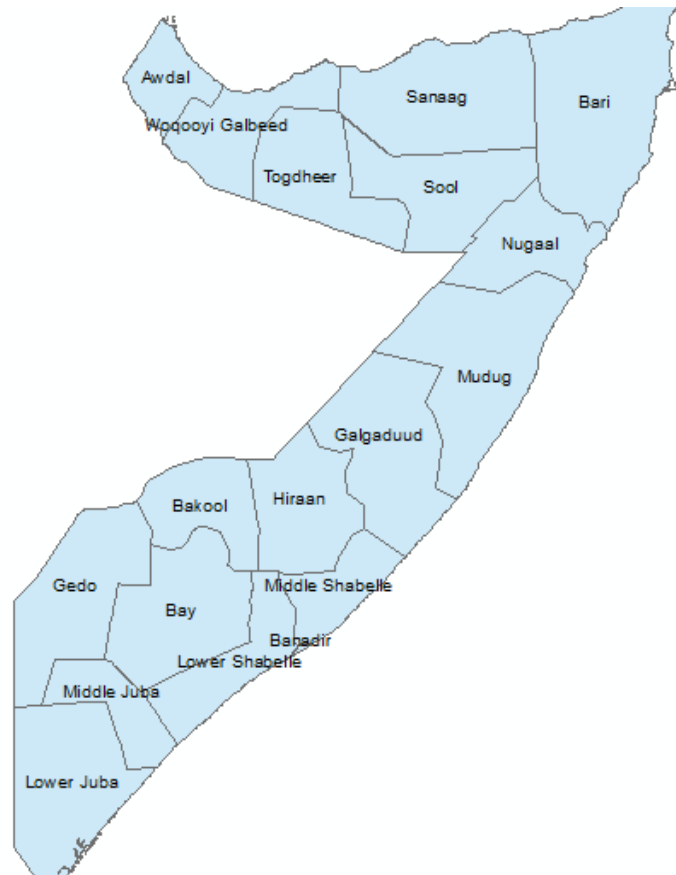 Awdal
Sanaag
Bari
Woqooyi Galbeed
Togdheer
Sool
Nugaal
Mudug
Galgaduud
Hiraan
Bakool
Gedo
Middle Shabelle
Bay
Banadir
Lower Shabelle
Middle Juba
Lower Juba